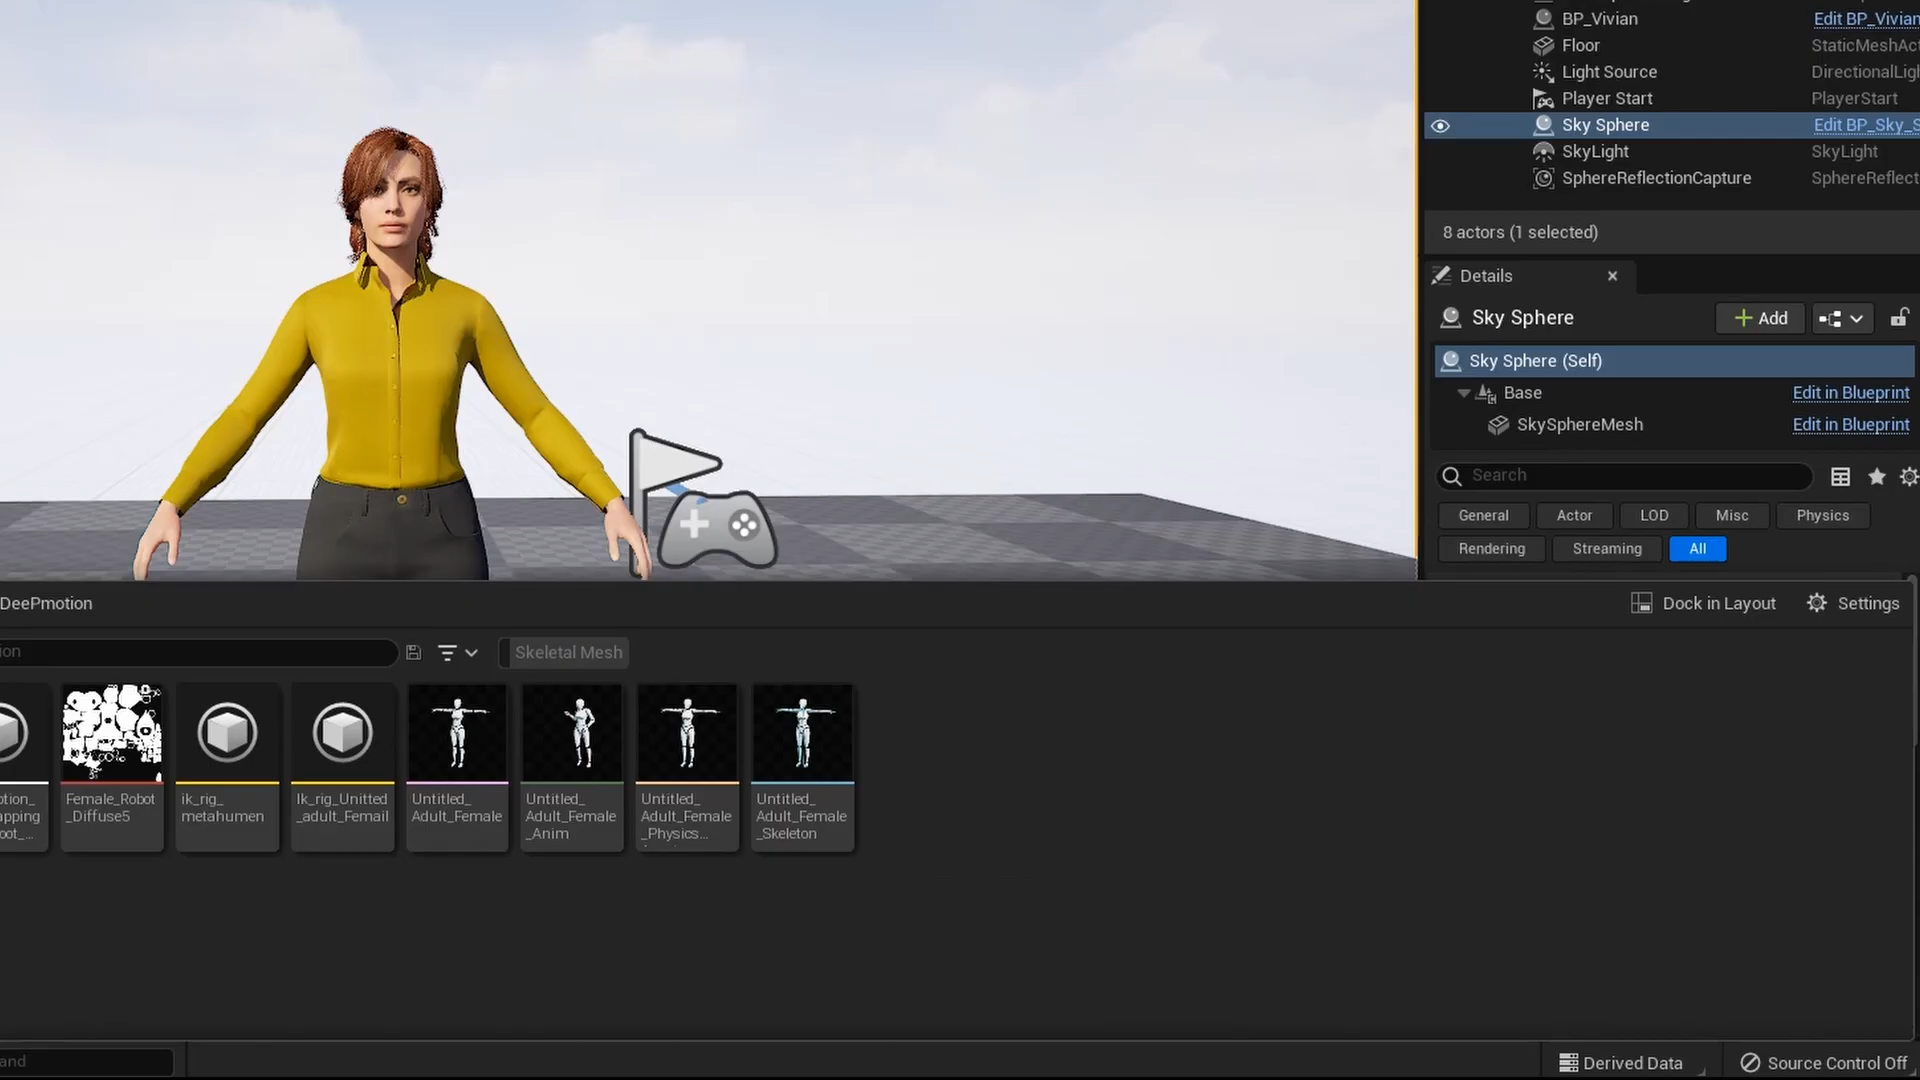 BP_Vivian Edit BP_Vivian
Floor StaticMeshAct
Light Source DirectionalLigh
Player Start PlayerStart
Sky Sphere Edit BP_Sky_S
SkyLight SkyLight
SphereReflectionCapture SphereReflect
8 actors (1 selected)
Details
Sky Sphere Add
Sky Sphere (Self)
Base Edit in Blueprint
SkySphereMesh Edit in Blueprint
Search
General Actor LOD Misc Physics
Rendering Streaming All
DeePmotion Dock in Layout Settings
ion Skeletal Mesh
otion_
apping
oot_...
Female_Robot
_Diffuse5
ik_rig_
metahumen
Ik_rig_Unitted
_adult_Femail
Untitled_
Adult_Female
Untitled_
Adult_Female
_Anim
Untitled_
Adult_Female
_Physics...
Untitled_
Adult_Female
_Skeleton
and Derived Data Source Control Off